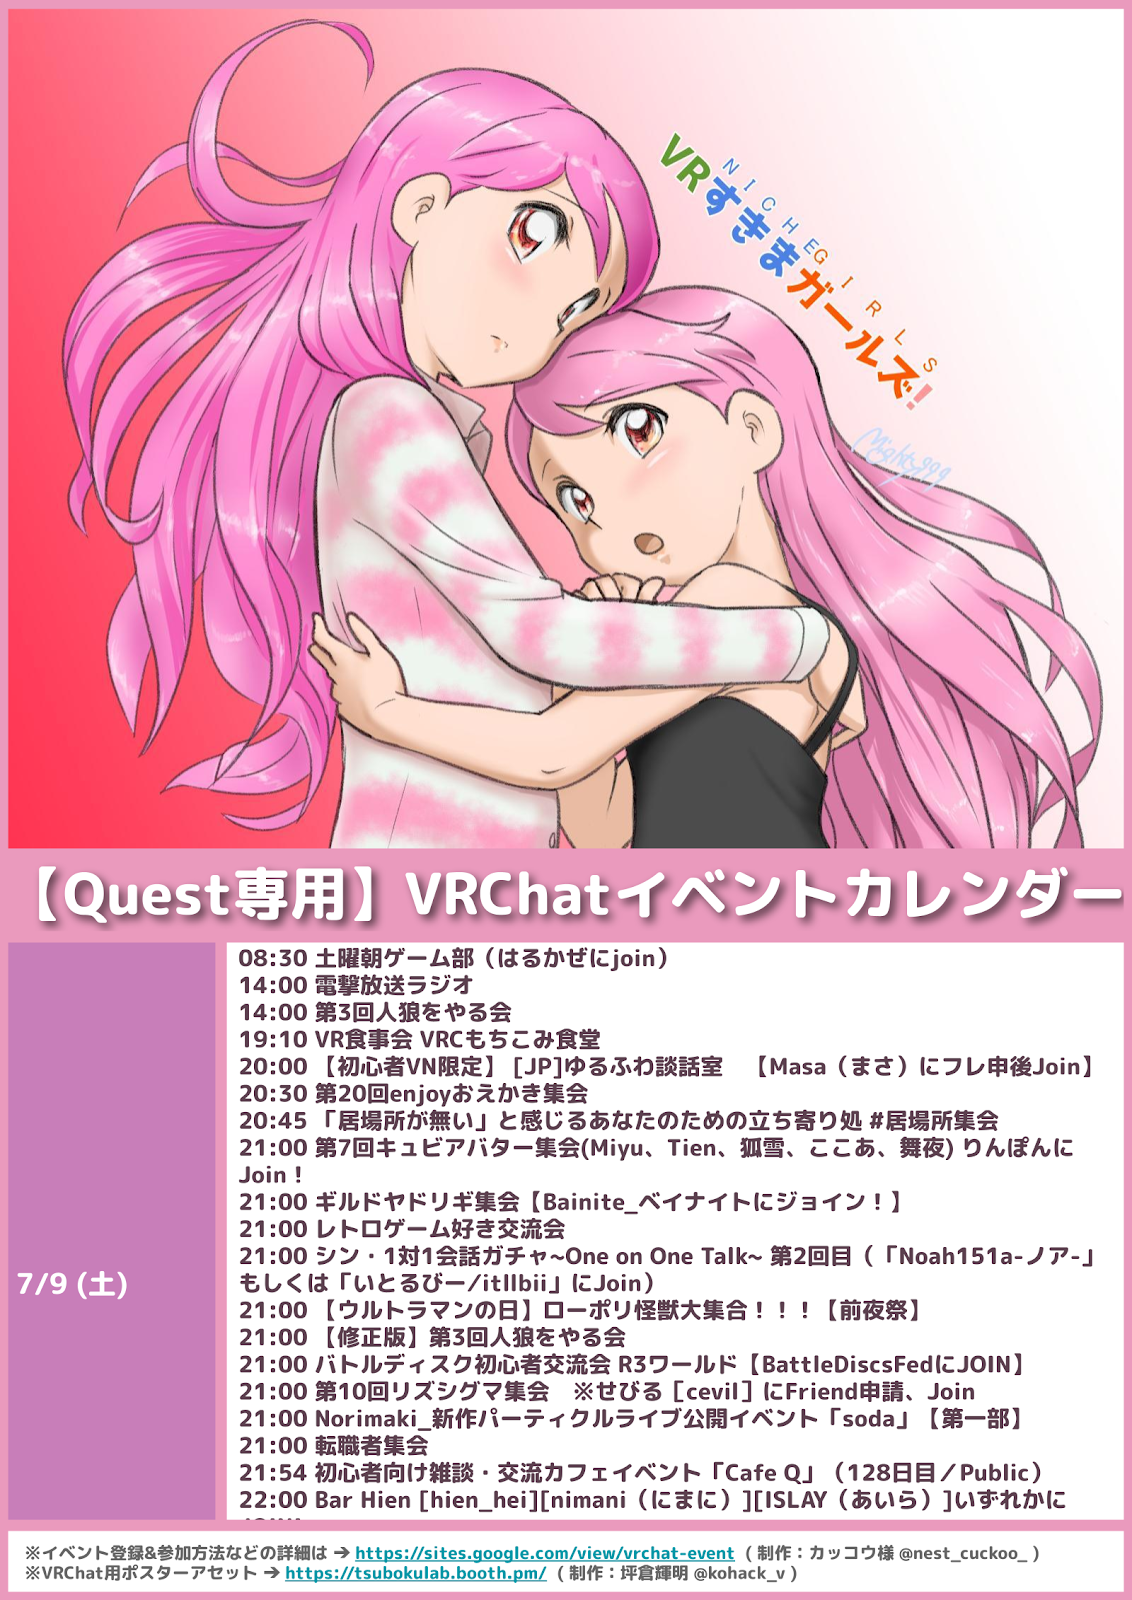 NICHE GIRLS
VRすきまガールズ!
Mighty999
【Quest専用】VRChatイベントカレンダー
7/9 (土)
08:30 土曜朝ゲーム部（はるかぜにjoin）
14:00 電撃放送ラジオ
14:00 第3回人狼をやる会
19:10 VR食事会 VRCもちこみ食堂
20:00 【初心者VN限定】 [JP]ゆるふわ談話室　【Masa（まさ）にフレ申後Join】
20:30 第20回enjoyおえかき集会
20:45 「居場所が無い」と感じるあなたのための立ち寄り処 #居場所集会
21:00 第7回キュビアバター集会(Miyu、Tien、狐雪、ここあ、舞夜) りんぽんに
Join！
21:00 ギルドヤドリギ集会【Bainite_ベイナイトにジョイン！】
21:00 レトロゲーム好き交流会
21:00 シン・1対1会話ガチャ~One on One Talk~ 第2回目（「Noah151a-ノア-」
もしくは「いとるびー/itllbii」にJoin）
21:00 【ウルトラマンの日】ローポリ怪獣大集合！！！【前夜祭】
21:00 【修正版】第3回人狼をやる会
21:00 バトルディスク初心者交流会 R3ワールド【BattleDiscsFedにJOIN】
21:00 第10回リズシグマ集会　※せびる［cevil］にFriend申請、Join
21:00 Norimaki_新作パーティクルライブ公開イベント「soda」【第一部】
21:00 転職者集会
21:54 初心者向け雑談・交流カフェイベント「Cafe Q」（128日目／Public）
22:00 Bar Hien [hien_hei][nimani（にまに）][ISLAY（あいら）]いずれかに
※イベント登録&参加方法などの詳細は ➔ https://sites.google.com/view/vrchat-event （制作：カッコウ様 @nest_cuckoo_ ）
※VRChat用ポスターアセット ➔ https://tsubokulab.booth.pm/ （制作：坪倉輝明 @kohack_v ）